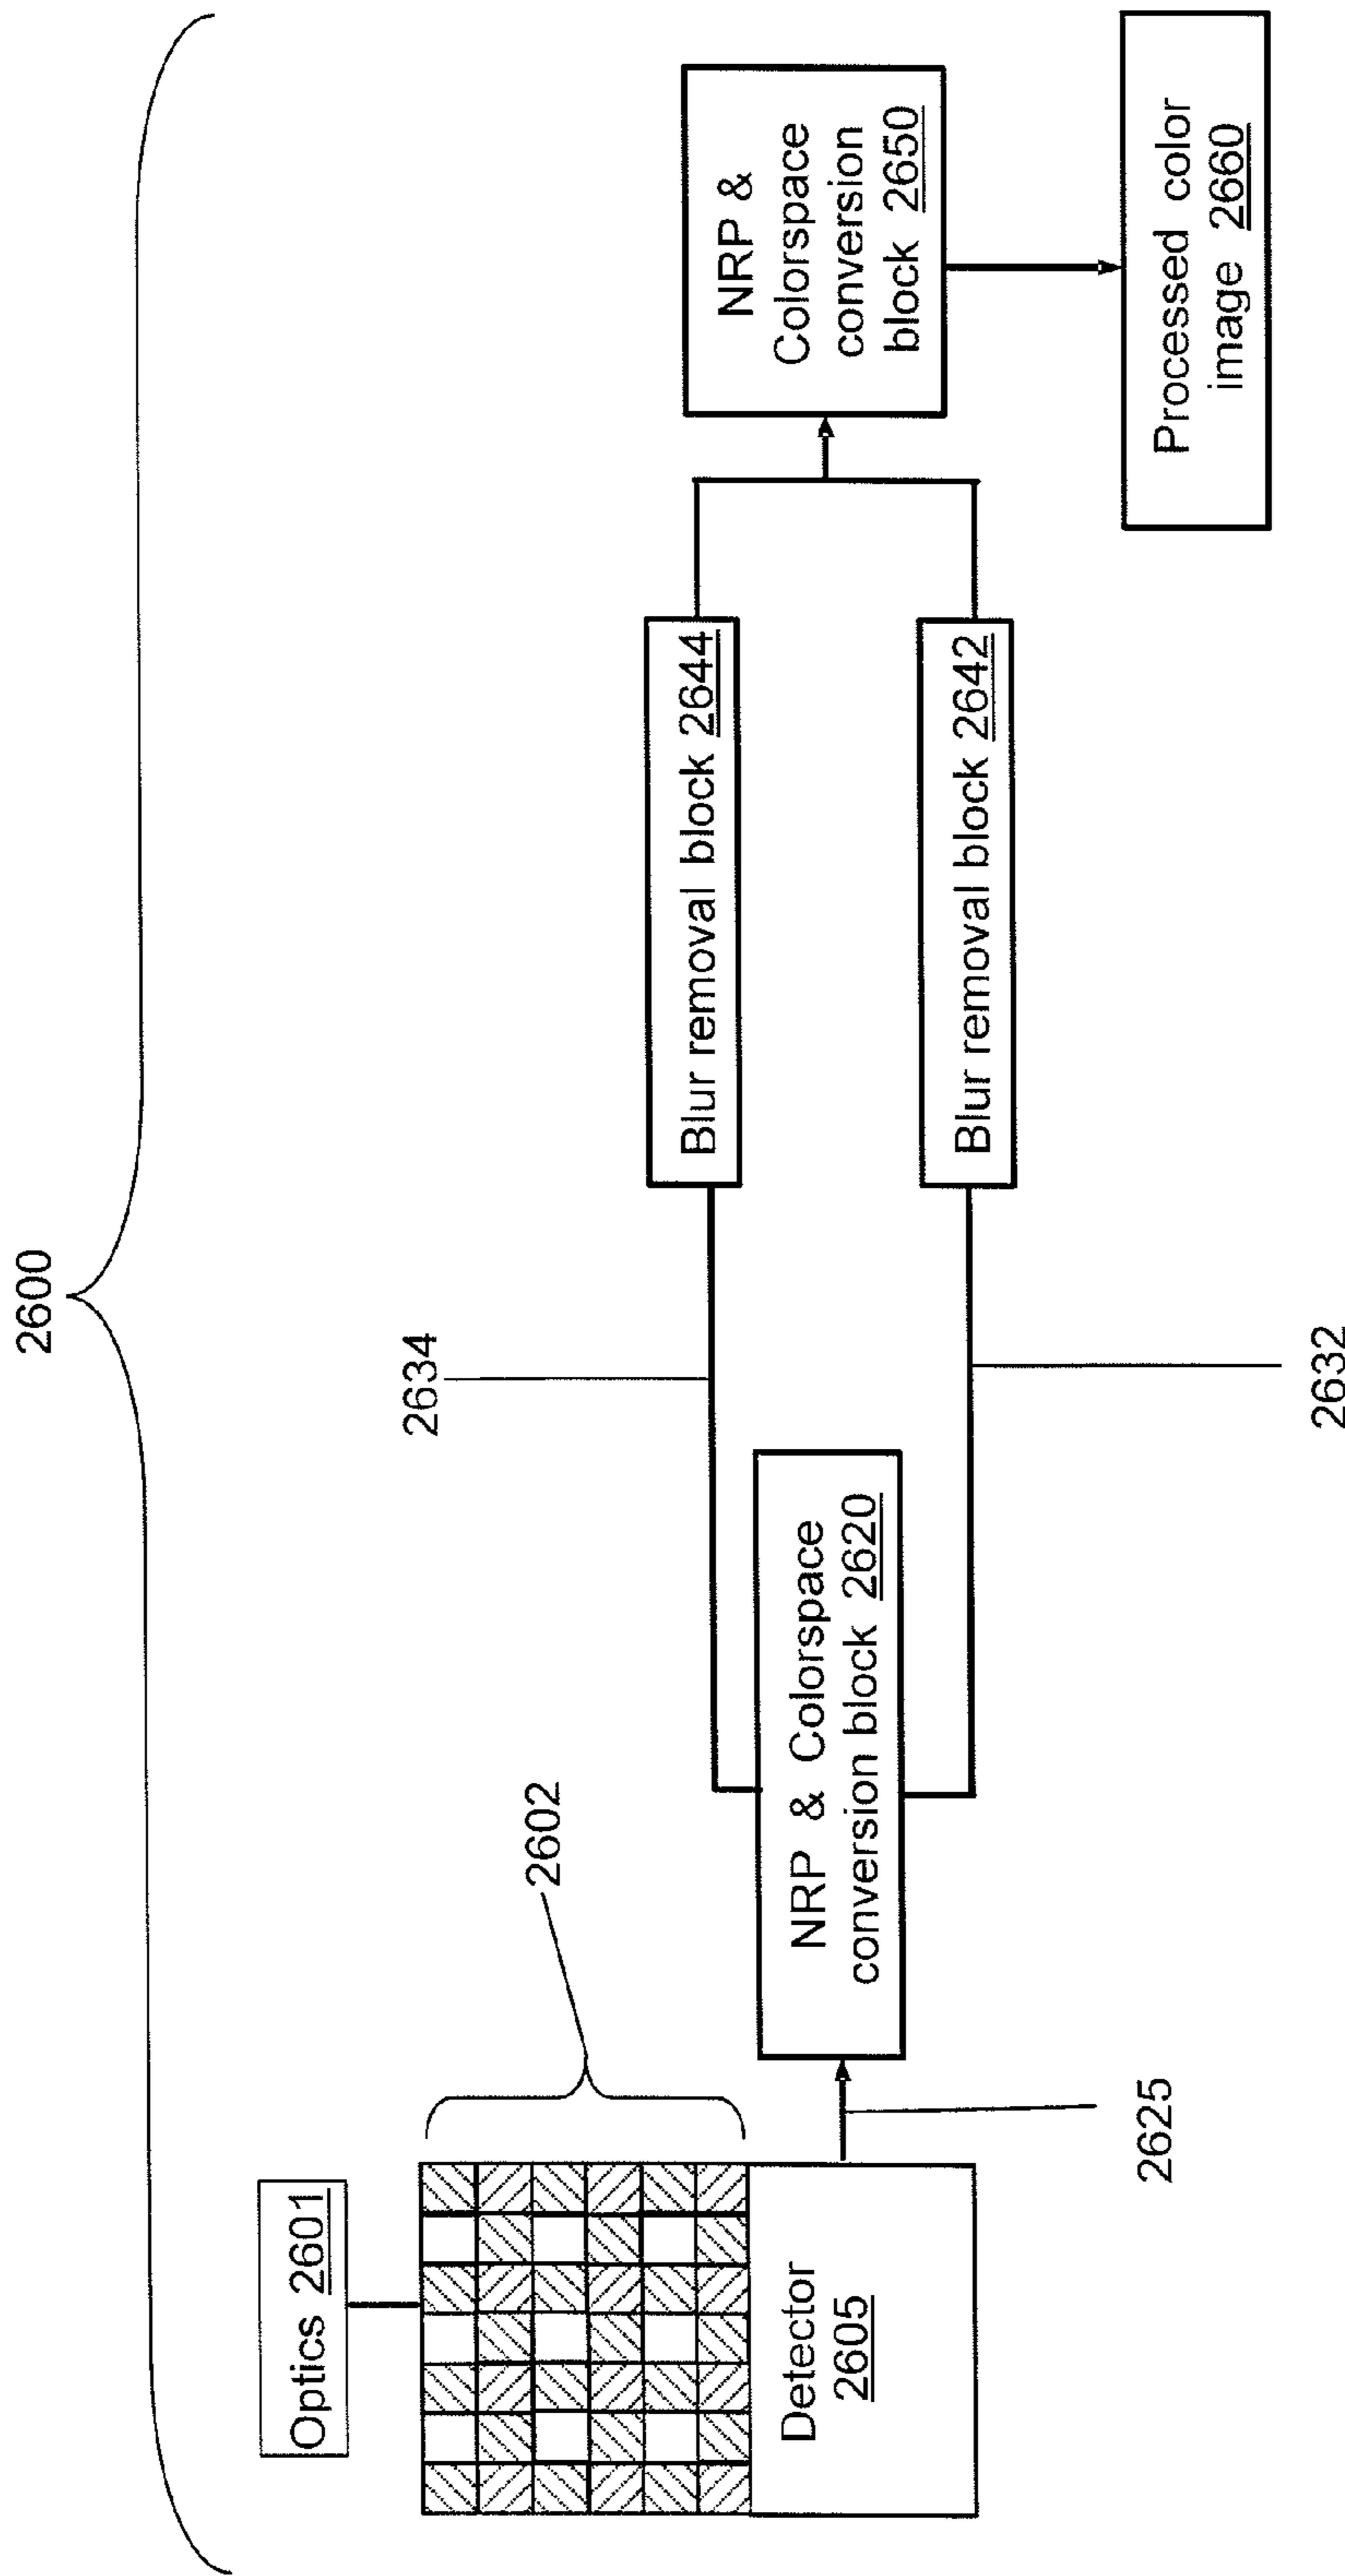 2600
Optics 2601
2602
Detector
2605
2625
NRP & Colorspace
conversion block 2620
2634
2632
Blur removal block 2644
Blur removal block 2642
NRP &
Colorspace
conversion
block 2650
Processed color
image 2660